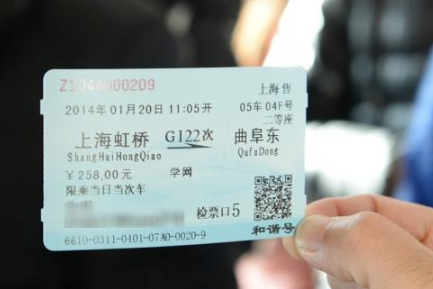 上海售
2014年01月20日 11:05开 05车 04F号
二等座
上海虹桥 G122次 曲阜东
ShangHaiHongQiao QuFuDong
¥258.00元 学网
限乘当日当次车
检票口5
和谐号
6610-0311-0401-07A0-0020-9